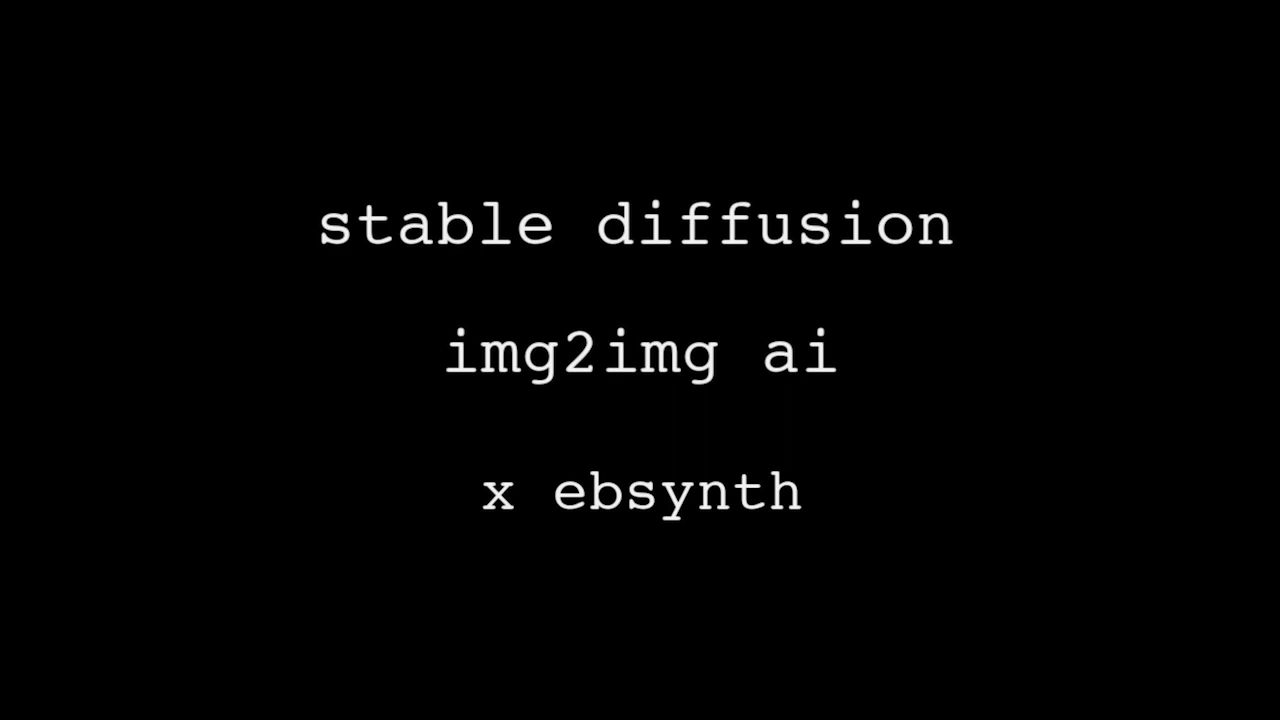 stable diffusion
img2img ai
x ebsynth